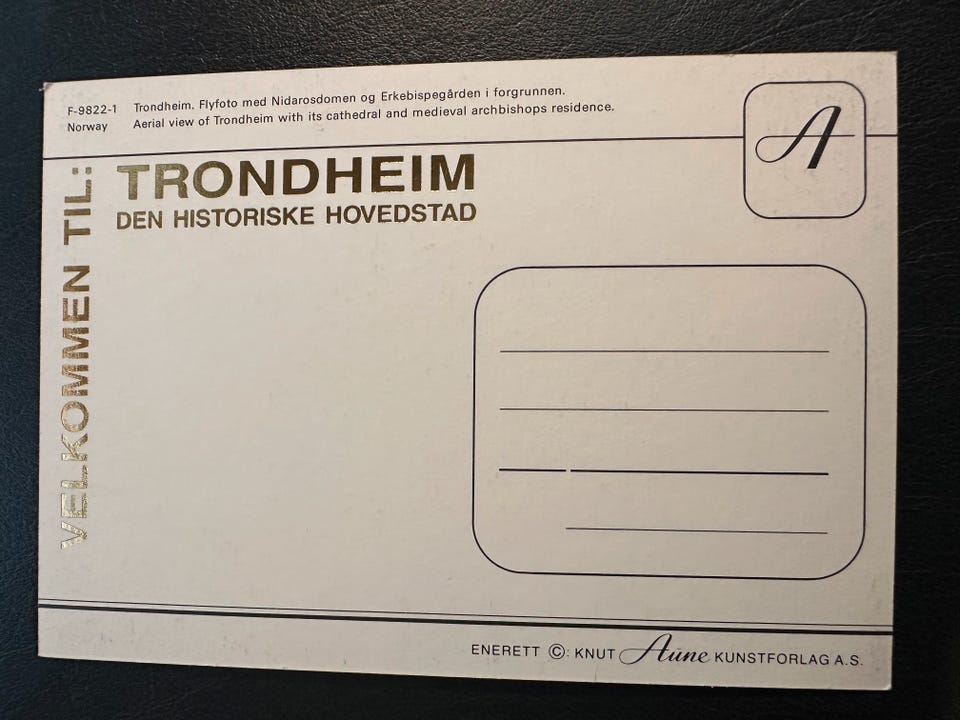 F-9822-1 Trondheim. Flyfoto med Nidarosdomen og Erkebispegården i forgrunnen.
Norway Aerial view of Trondheim with its cathedral and medieval archbishops residence.
A
VELKOMMEN TIL:
TRONDHEIM
DEN HISTORISKE HOVEDSTAD
ENERETT ©: KNUT Aune KUNSTFORLAG A.S.